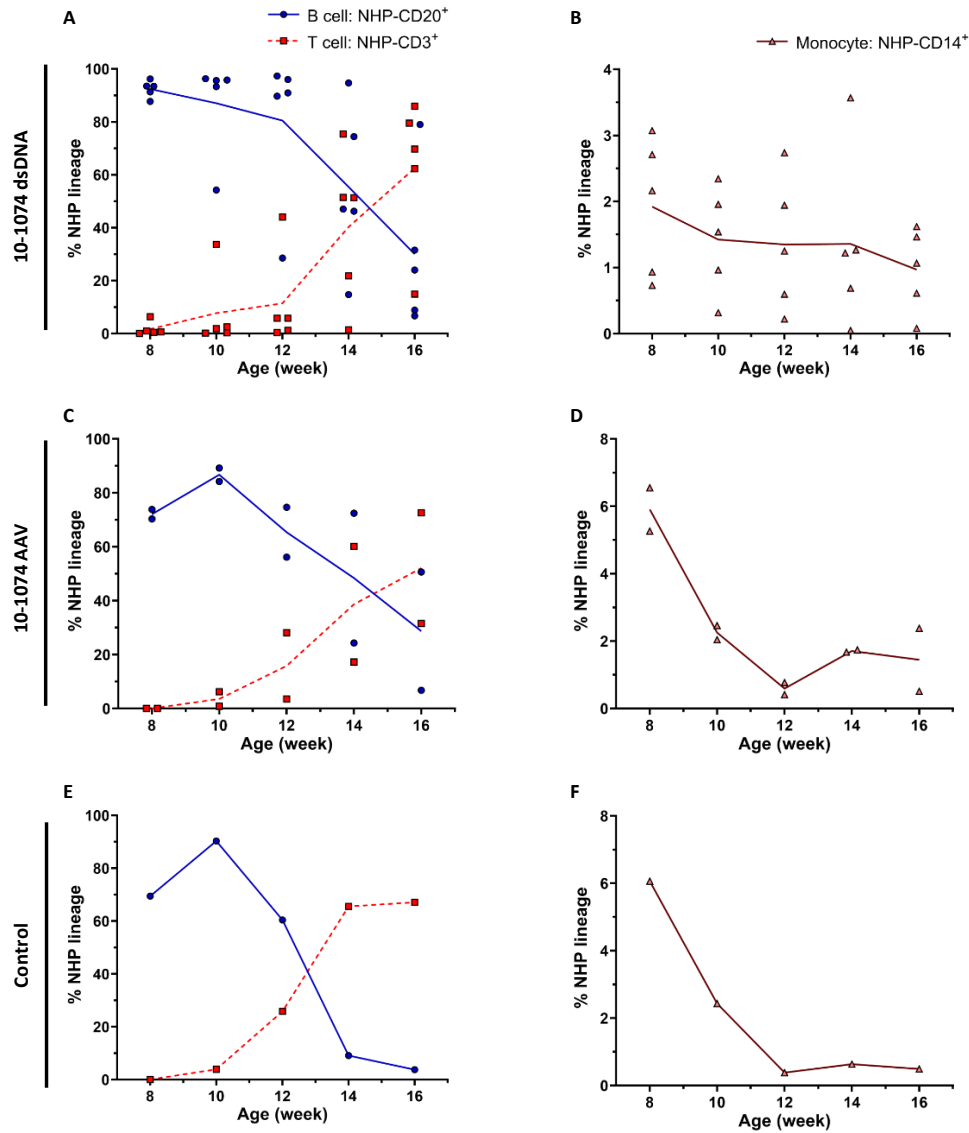 A
B cell: NHP-CD20+
T cell: NHP-CD3+
10-1074 dsDNA
% NHP lineage
100
80
60
40
20
0
8 10 12 14 16
Age (week)
B
Monocyte: NHP-CD14+
% NHP lineage
4
3
2
1
0
8 10 12 14 16
Age (week)
C
10-1074 AAV
% NHP lineage
100
80
60
40
20
0
8 10 12 14 16
Age (week)
D
% NHP lineage
8
6
4
2
0
8 10 12 14 16
Age (week)
E
Control
% NHP lineage
100
80
60
40
20
0
8 10 12 14 16
Age (week)
F
% NHP lineage
8
6
4
2
0
8 10 12 14 16
Age (week)